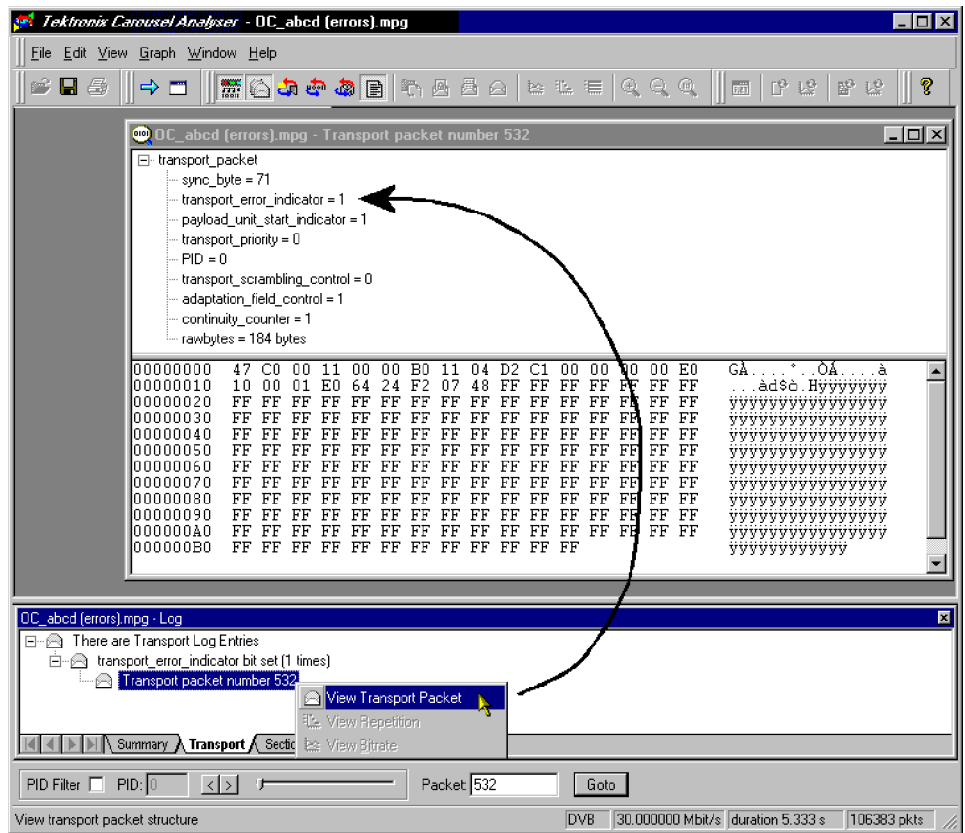 Tektronix Carousel Analyser - OC_abcd (errors).mpg
File Edit View Graph Window Help
OC_abcd (errors).mpg - Transport packet number 532
transport_packet
sync_byte = 71
transport_error_indicator = 1
payload_unit_start_indicator = 1
transport_priority = 0
PID = 0
transport_scrambling_control = 0
adaptation_field_control = 1
continuity_counter = 1
rawbytes = 184 bytes
00000000 47 C0 00 11 00 00 B0 11 04 D2 C1 00 00 00 00 E0 GÀ....°..ÒÁ....à
00000010 10 00 01 E0 64 24 F2 07 48 FF FF FF FF FF FF FF ...àd$ò.Hÿÿÿÿÿÿÿ
00000020 FF FF FF FF FF FF FF FF FF FF FF FF FF FF FF FF ÿÿÿÿÿÿÿÿÿÿÿÿÿÿÿÿ
00000030 FF FF FF FF FF FF FF FF FF FF FF FF FF FF FF FF ÿÿÿÿÿÿÿÿÿÿÿÿÿÿÿÿ
00000040 FF FF FF FF FF FF FF FF FF FF FF FF FF FF FF FF ÿÿÿÿÿÿÿÿÿÿÿÿÿÿÿÿ
00000050 FF FF FF FF FF FF FF FF FF FF FF FF FF FF FF FF ÿÿÿÿÿÿÿÿÿÿÿÿÿÿÿÿ
00000060 FF FF FF FF FF FF FF FF FF FF FF FF FF FF FF FF ÿÿÿÿÿÿÿÿÿÿÿÿÿÿÿÿ
00000070 FF FF FF FF FF FF FF FF FF FF FF FF FF FF FF FF ÿÿÿÿÿÿÿÿÿÿÿÿÿÿÿÿ
00000080 FF FF FF FF FF FF FF FF FF FF FF FF FF FF FF FF ÿÿÿÿÿÿÿÿÿÿÿÿÿÿÿÿ
00000090 FF FF FF FF FF FF FF FF FF FF FF FF FF FF FF FF ÿÿÿÿÿÿÿÿÿÿÿÿÿÿÿÿ
000000A0 FF FF FF FF FF FF FF FF FF FF FF FF FF FF FF FF ÿÿÿÿÿÿÿÿÿÿÿÿÿÿÿÿ
000000B0 FF FF FF FF FF FF FF FF FF FF FF FF ÿÿÿÿÿÿÿÿÿÿÿÿ
OC_abcd (errors).mpg - Log
There are Transport Log Entries
transport_error_indicator bit set (1 times)
Transport packet number 532
View Transport Packet
View Repetition
View Bitrate
Summary Transport Sectio
PID Filter PID: 0 < > Packet: 532 Goto
View transport packet structure DVB 30.000000 Mbit/s duration 5.333 s 106383 pkts